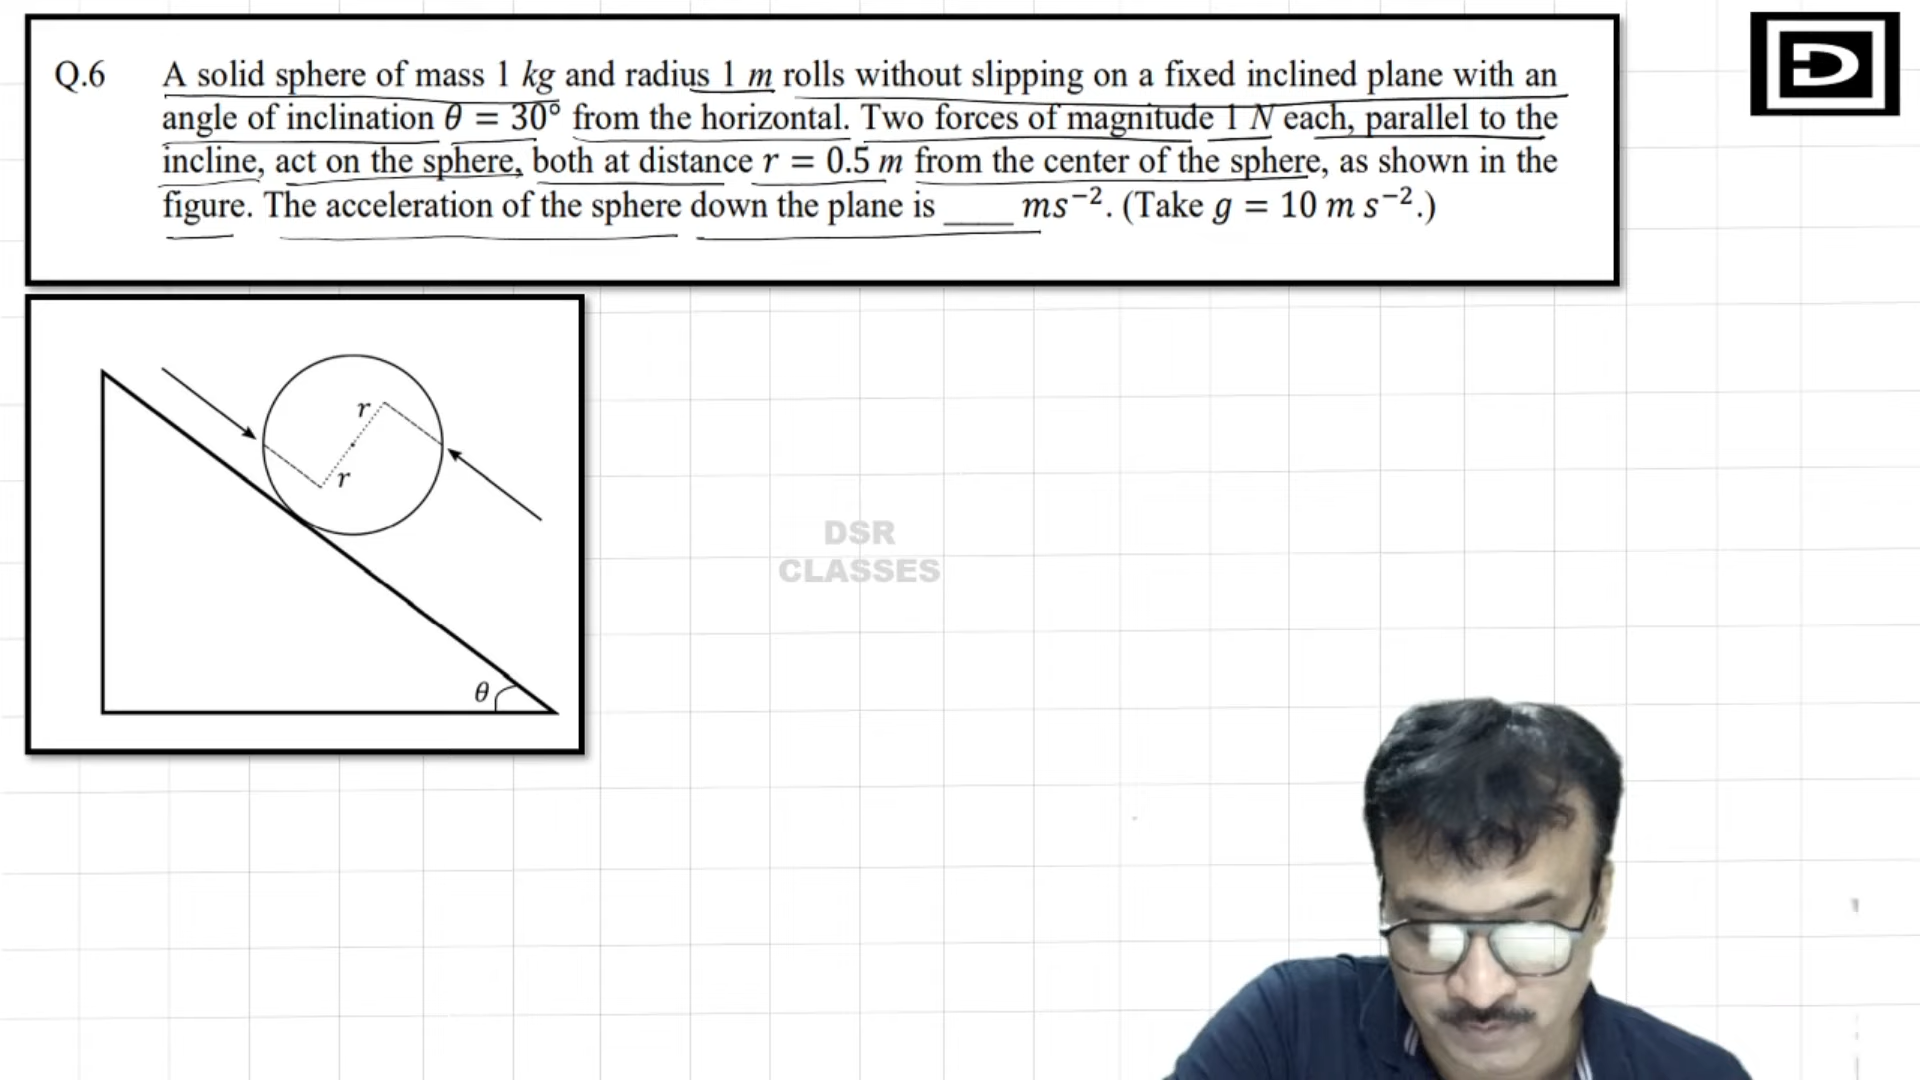 Q.6 A solid sphere of mass 1 kg and radius 1 m rolls without slipping on a fixed inclined plane with an
angle of inclination θ = 30° from the horizontal. Two forces of magnitude 1 N each, parallel to the
incline, act on the sphere, both at distance r = 0.5 m from the center of the sphere, as shown in the
figure. The acceleration of the sphere down the plane is ____ ms⁻². (Take g = 10 m s⁻².)
D
r
r
θ
DSR
CLASSES